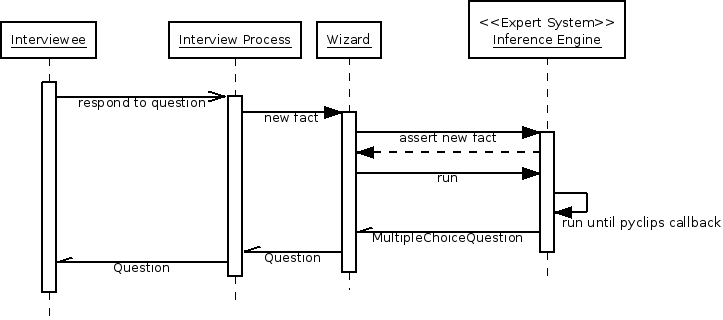 <<Expert System>>
Interviewee
Interview Process
Wizard
Inference Engine
respond to question
new fact
assert new fact
run
run until pyclips callback
MultipleChoiceQuestion
Question
Question